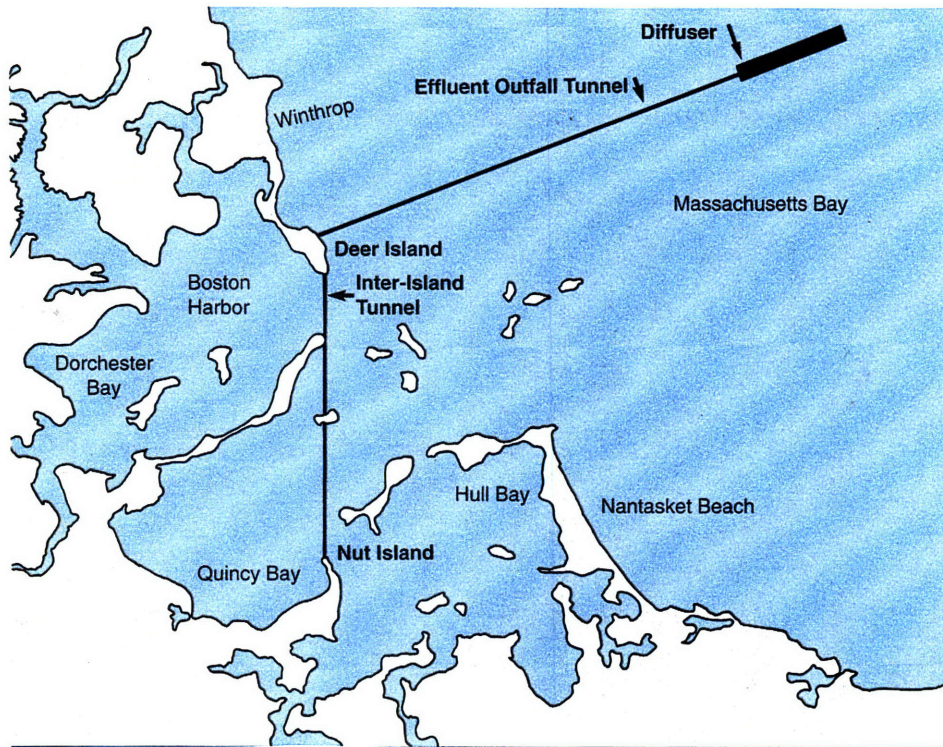 Diffuser
Effluent Outfall Tunnel
Winthrop
Massachusetts Bay
Deer Island
Boston
Harbor
Inter-Island
Tunnel
Dorchester
Bay
Hull Bay
Nantasket Beach
Nut Island
Quincy Bay